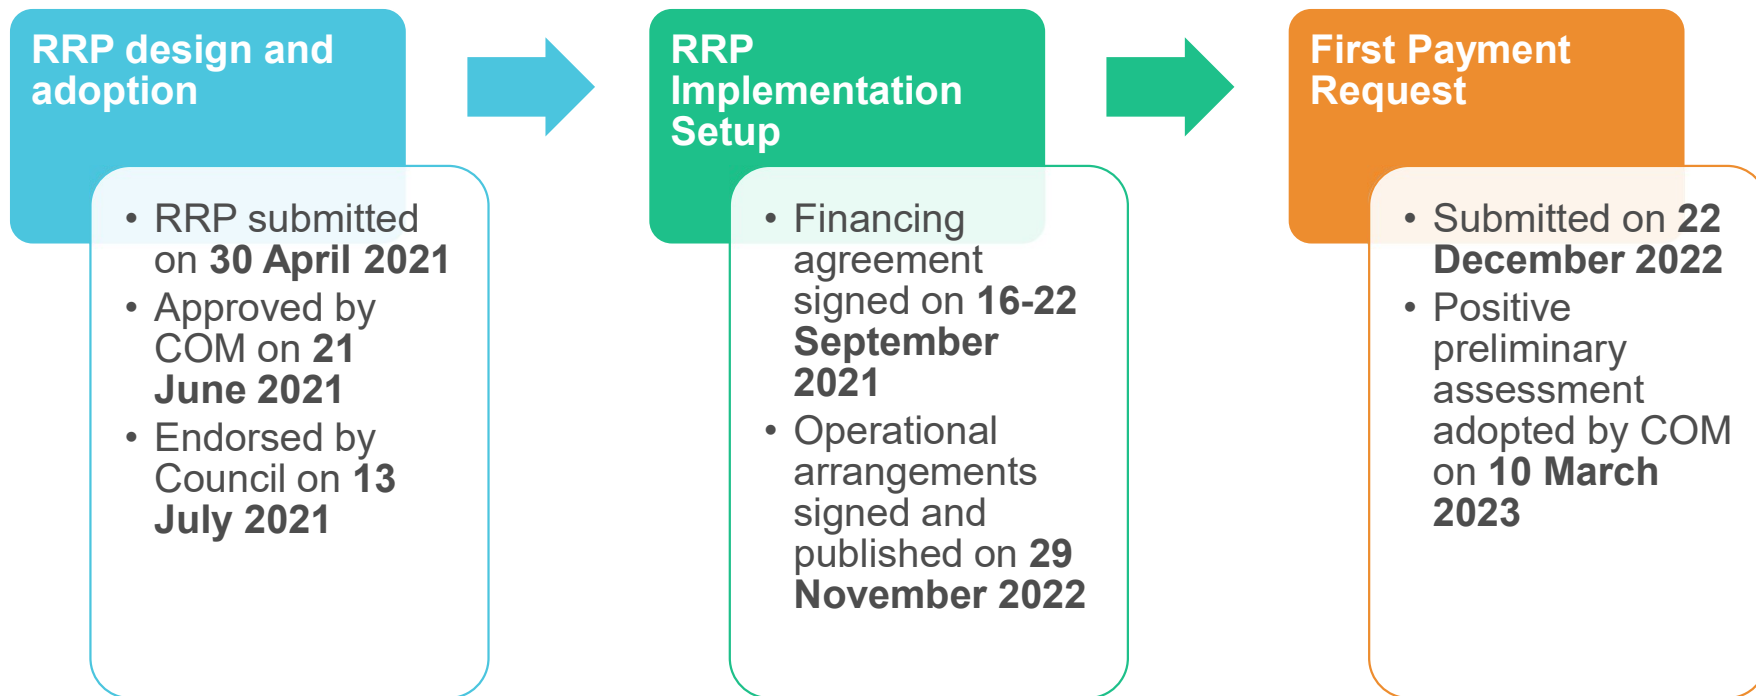 RRP design and
adoption
• RRP submitted
on 30 April 2021
• Approved by
COM on 21
June 2021
• Endorsed by
Council on 13
July 2021
RRP
Implementation
Setup
• Financing
agreement
signed on 16-22
September
2021
• Operational
arrangements
signed and
published on 29
November 2022
First Payment
Request
• Submitted on 22
December 2022
• Positive
preliminary
assessment
adopted by COM
on 10 March
2023